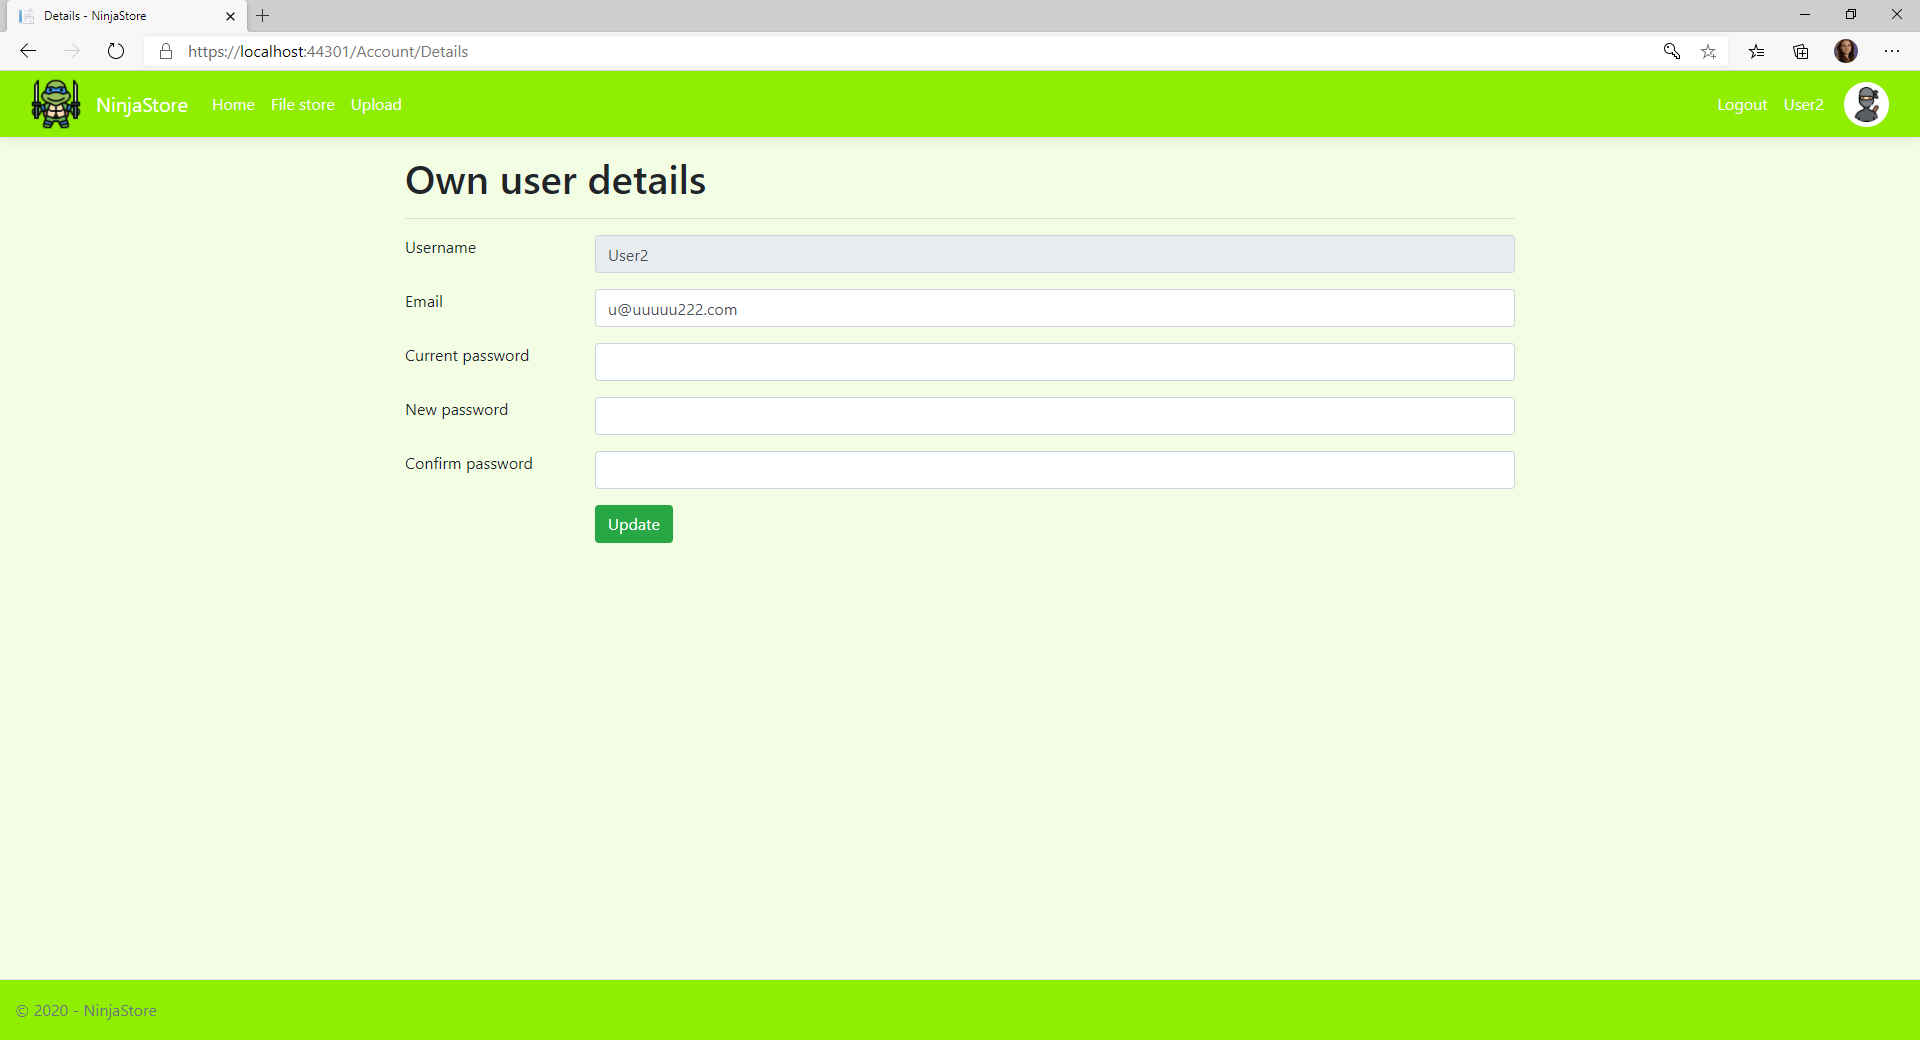 Details - NinjaStore
https://localhost:44301/Account/Details
NinjaStore Home File store Upload Logout User2
Own user details
Username User2
Email u@uuuuu222.com
Current password
New password
Confirm password
Update
© 2020 - NinjaStore